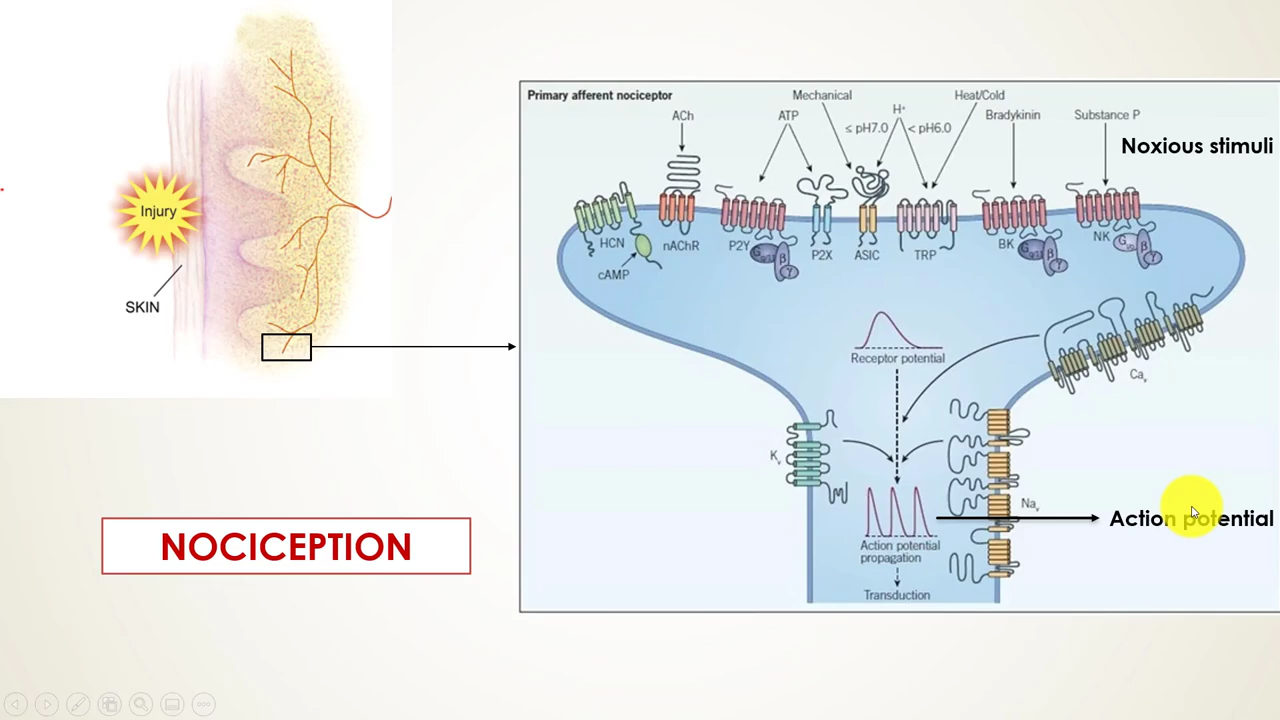 Injury
SKIN
NOCICEPTION
Primary afferent nociceptor
Noxious stimuli
ACh
ATP
Mechanical
H⁺
≤ pH7.0
< pH6.0
Heat/Cold
Bradykinin
Substance P
HCN
cAMP
nAChR
P2Y
β
γ
P2X
ASIC
TRP
BK
β
γ
NK
β
γ
Receptor potential
Caᵥ
Kᵥ
Naᵥ
Action potential
Action potential
propagation
Transduction